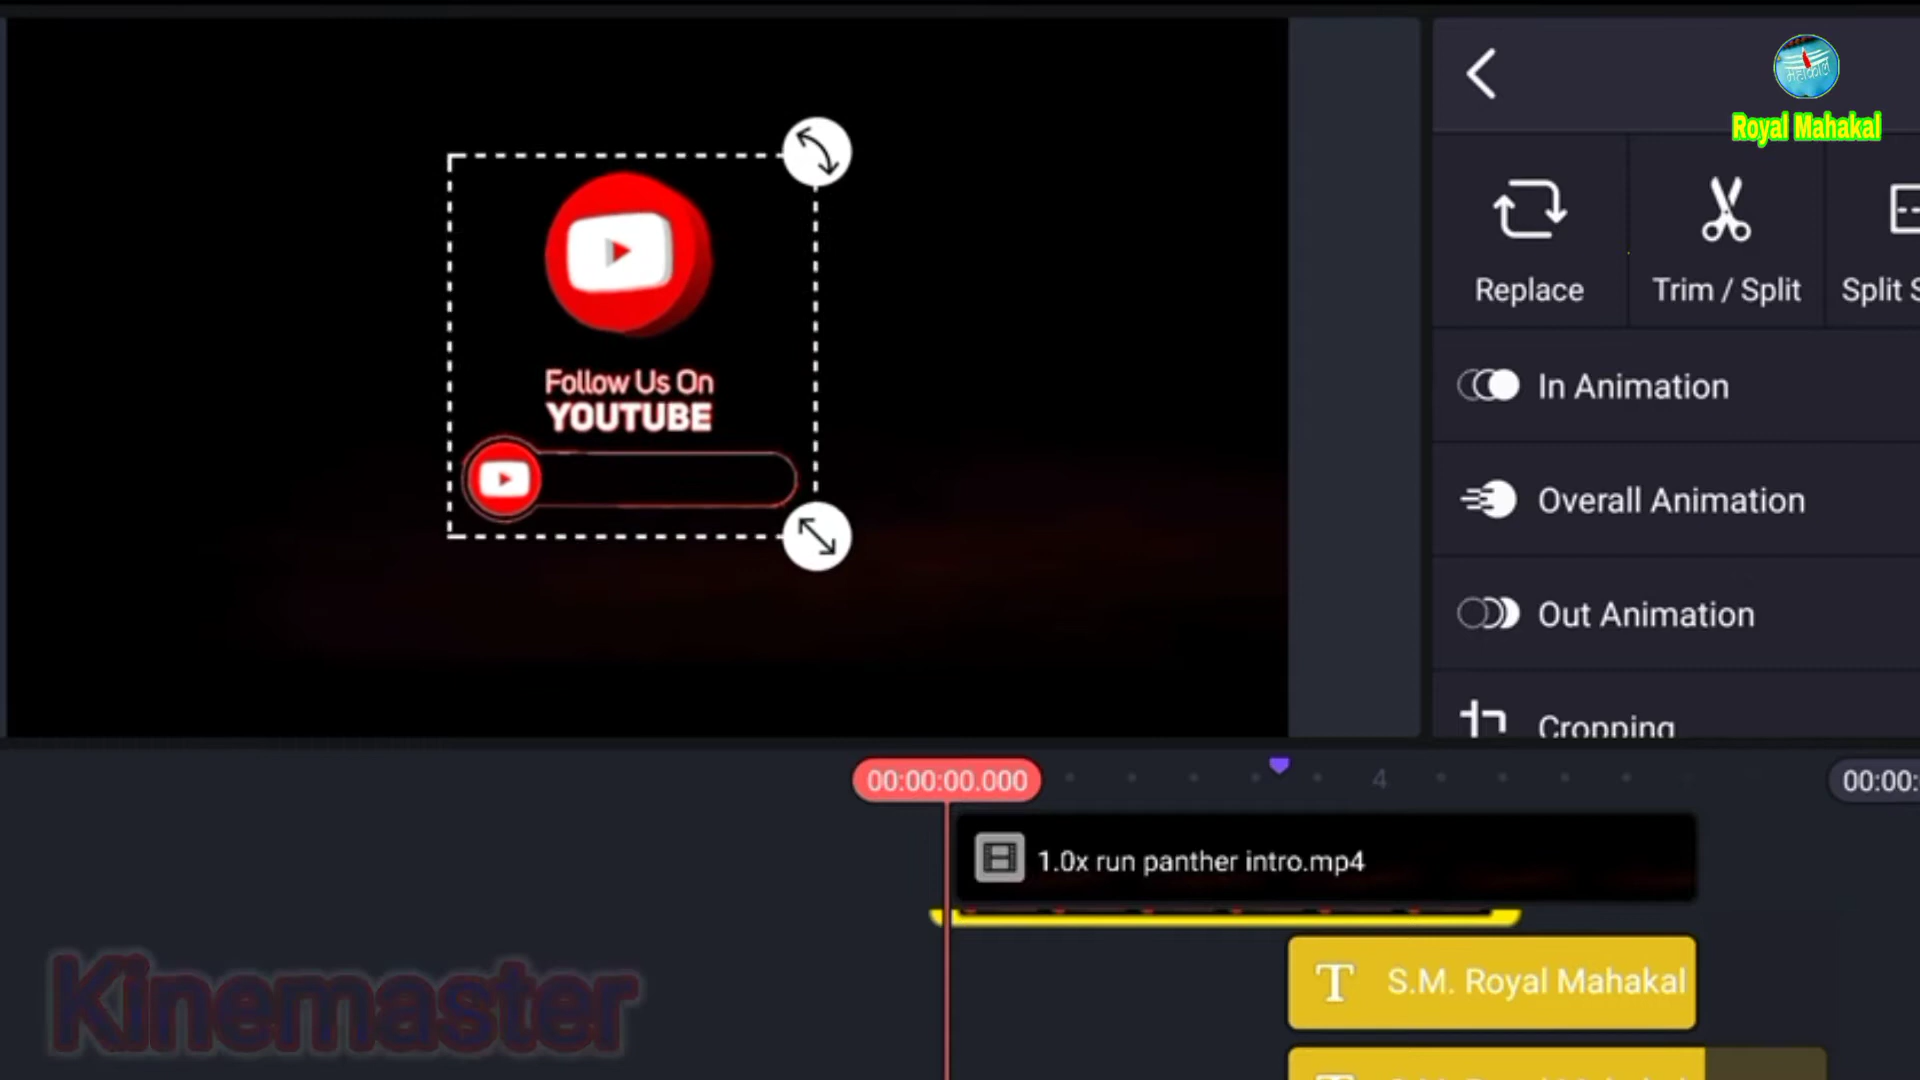 महाकाल
Royal Mahakal
Replace
Trim / Split
Split S
Follow Us On
YOUTUBE
In Animation
Overall Animation
Out Animation
Cropping
00:00:00.000
4
00:00:
1.0x run panther intro.mp4
T S.M. Royal Mahakal
Kinemaster